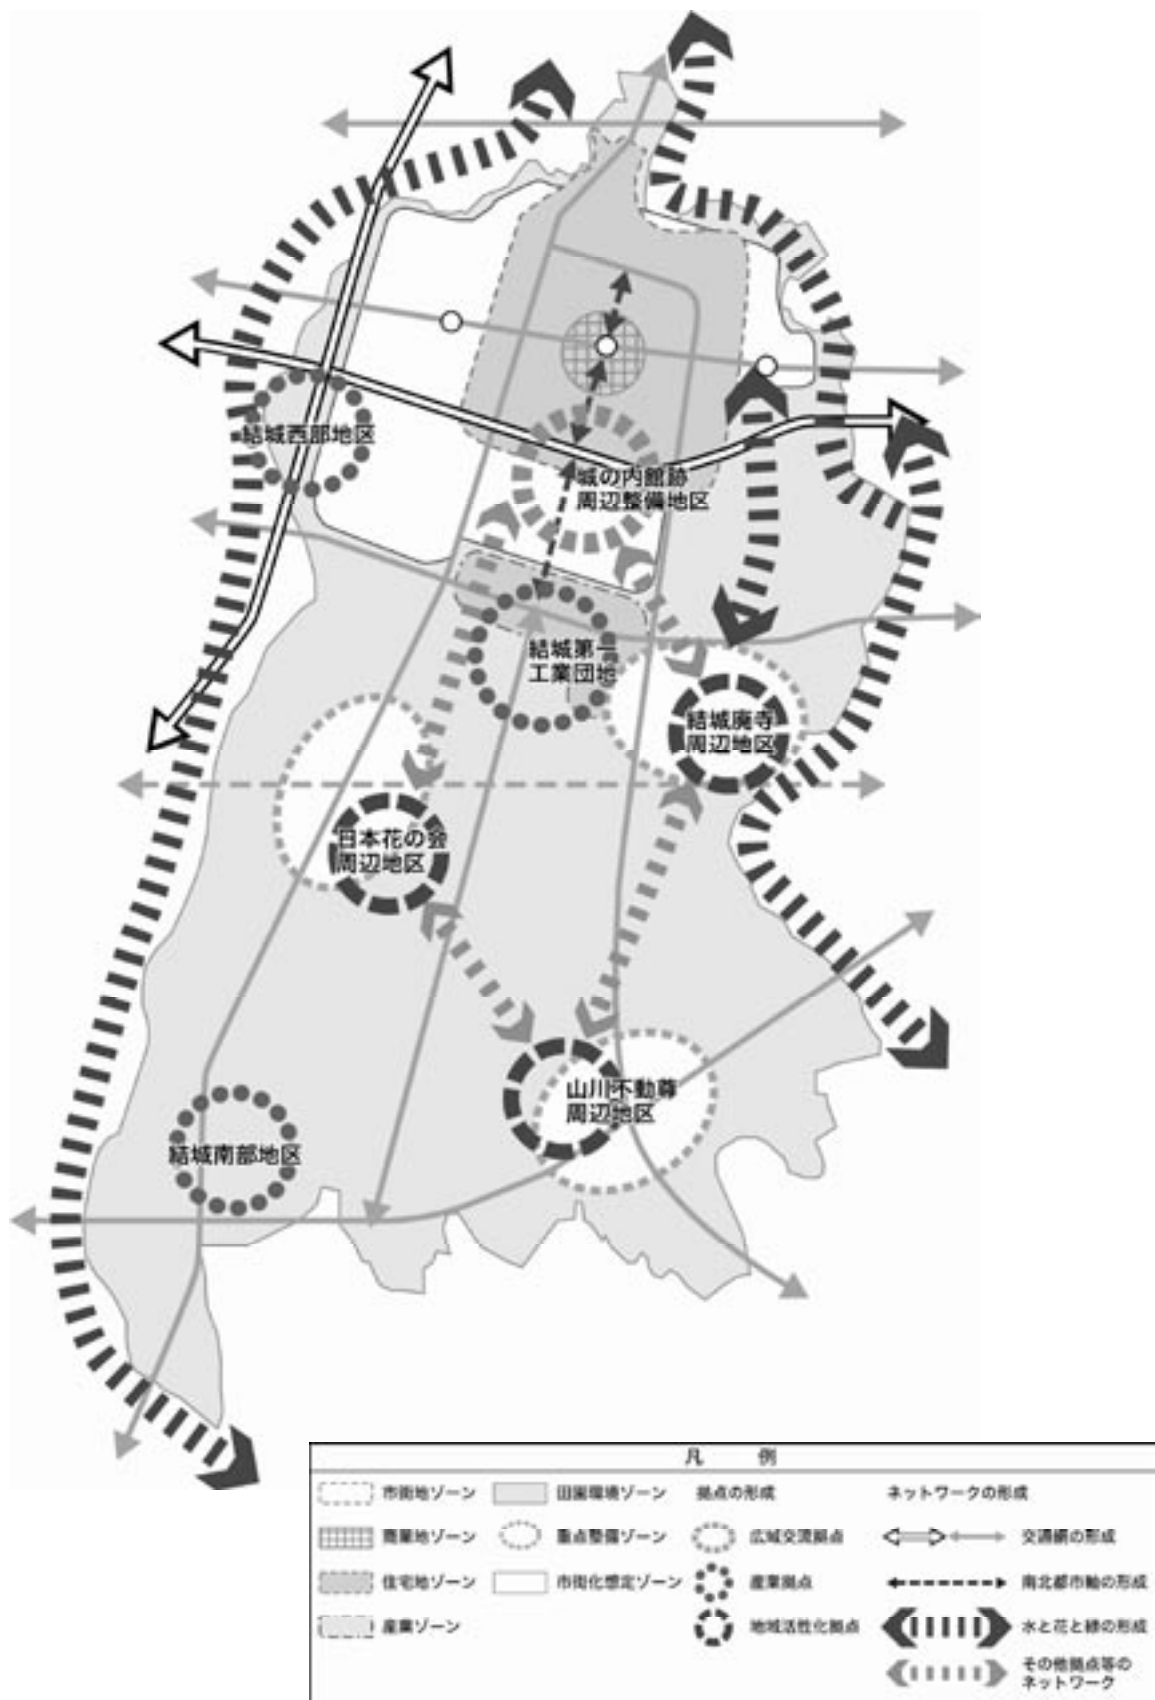 結城西部地区
城の内館跡
周辺整備地区
結城第一
工業団地
結城廃寺
周辺地区
日本花の会
周辺地区
山川不動尊
周辺地区
結城南部地区
凡 例
市街地ゾーン
田園環境ゾーン
拠点の形成
ネットワークの形成
商業地ゾーン
重点整備ゾーン
広域交流拠点
交通網の形成
住宅地ゾーン
市街化想定ゾーン
産業拠点
南北都市軸の形成
産業ゾーン
地域活性化拠点
水と花と緑の形成
その他拠点等の
ネットワーク